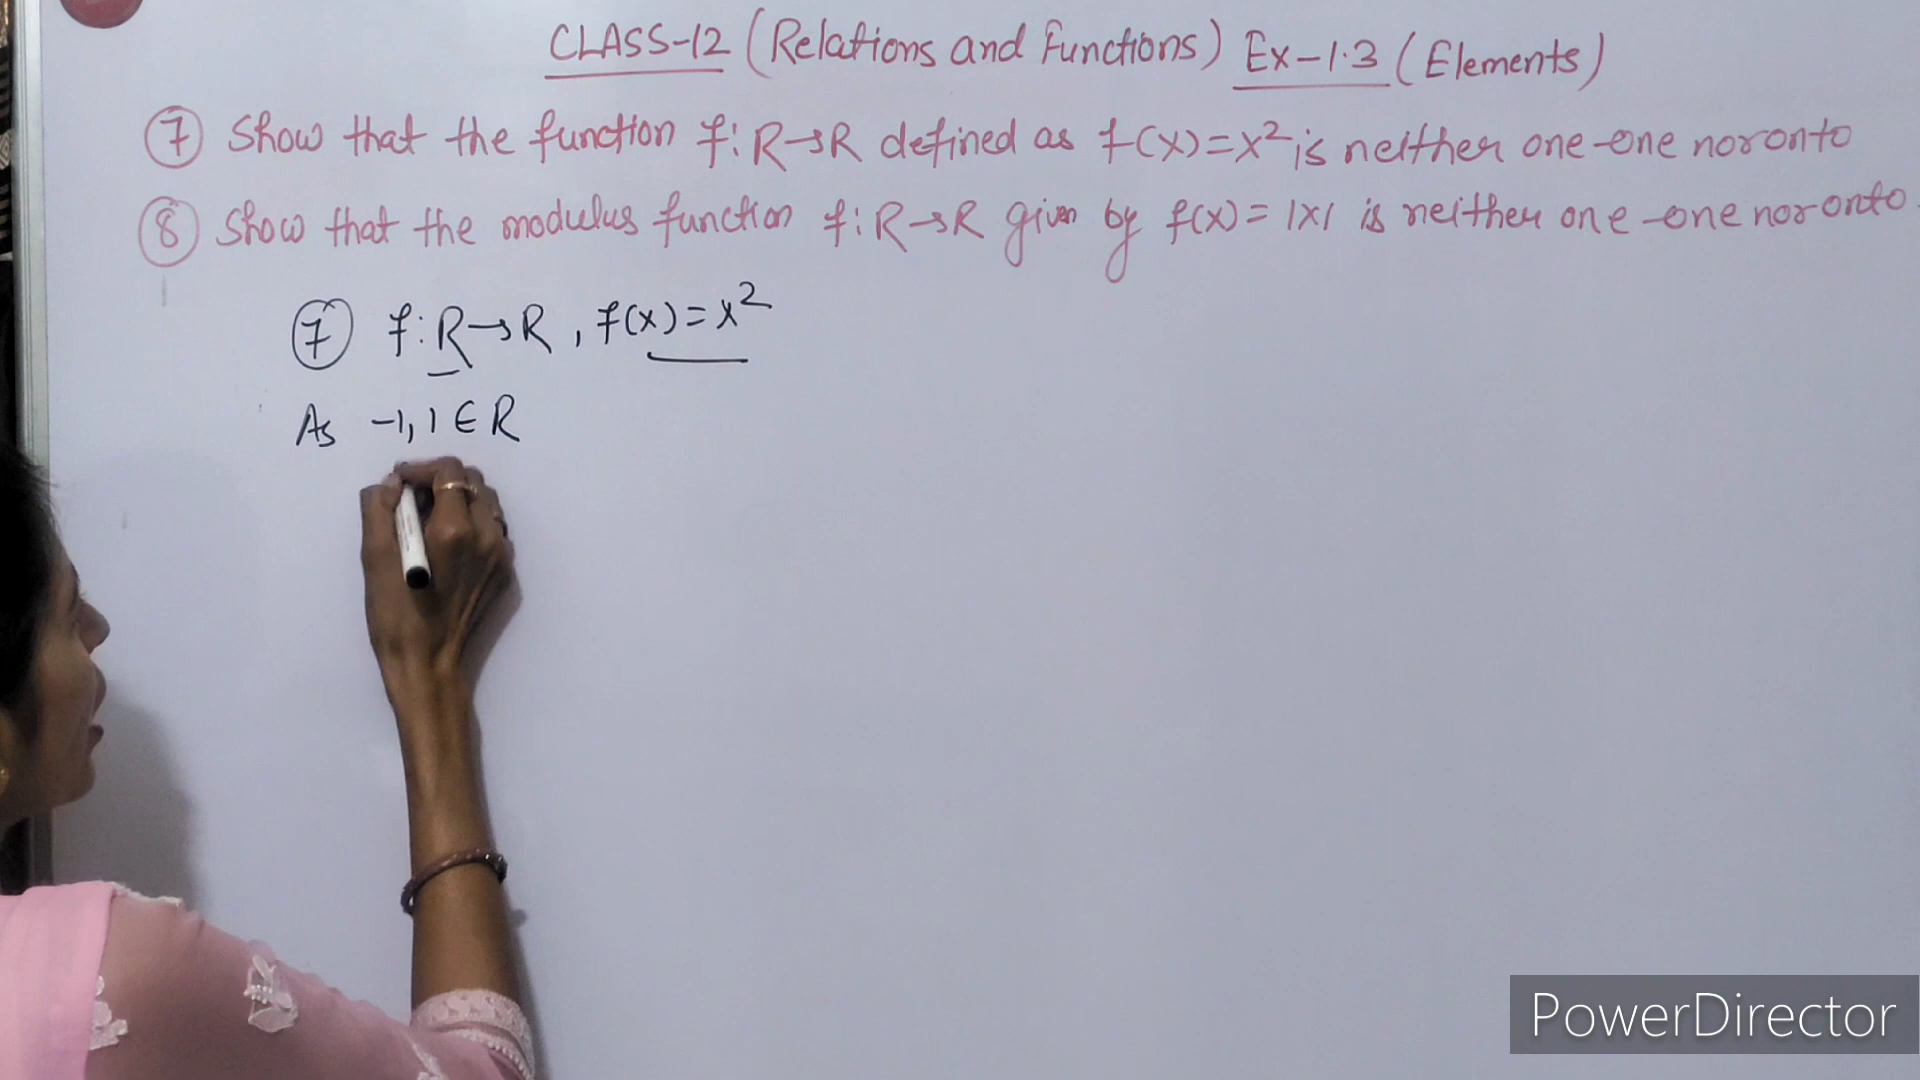 CLASS-12 (Relations and Functions) Ex-1.3 (Elements)
7 Show that the function f: R→R defined as f(x)=x² is neither one-one nor onto
8 Show that the modulus function f: R→R given by f(x)= |x| is neither one-one nor onto.
7 f: R→R, f(x)=x²
As -1, 1 ∈ R
PowerDirector